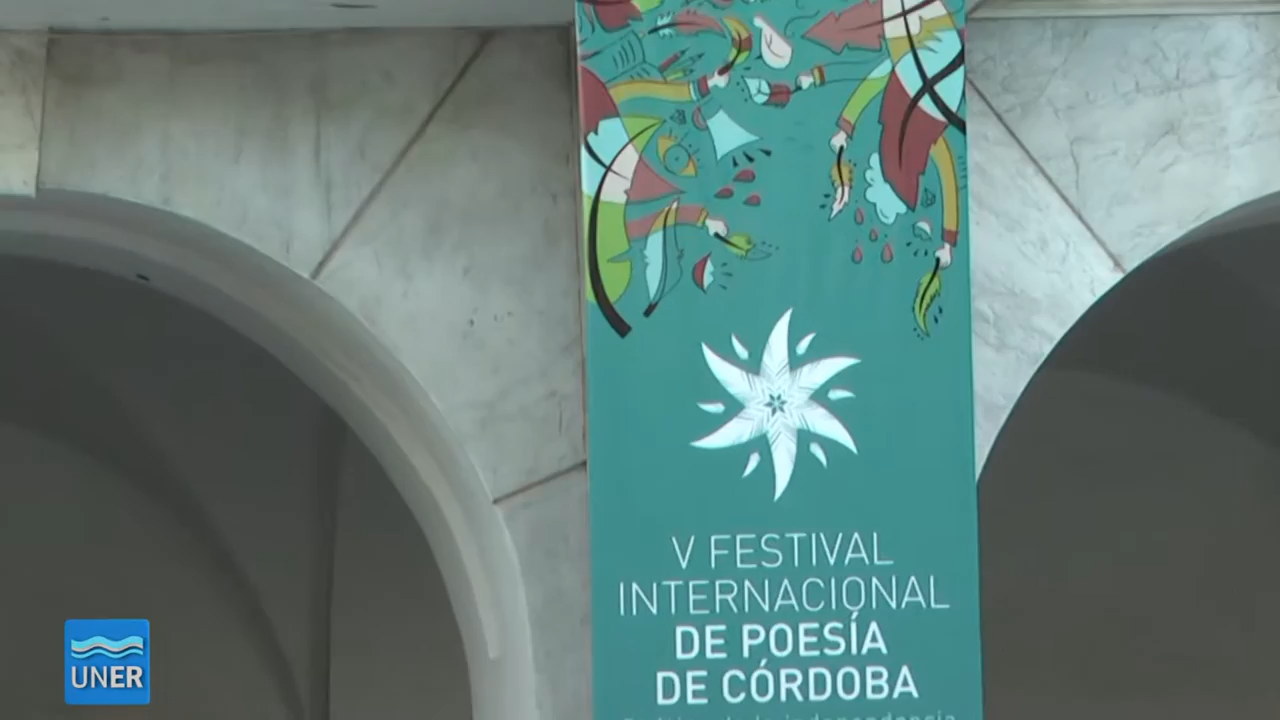 V FESTIVAL
INTERNACIONAL
DE POESÍA
DE CÓRDOBA
UNER